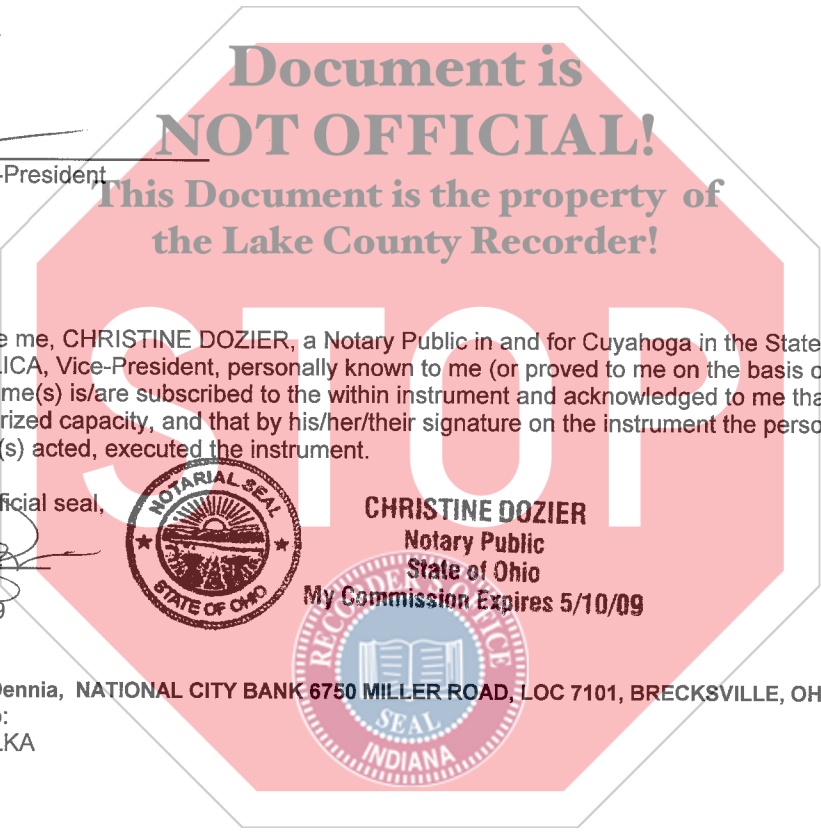 Document is
NOT OFFICIAL!
-President
This Document is the property of
the Lake County Recorder!
STOP
e me, CHRISTINE DOZIER, a Notary Public in and for Cuyahoga in the State
LICA, Vice-President, personally known to me (or proved to me on the basis o
me(s) is/are subscribed to the within instrument and acknowledged to me tha
rized capacity, and that by his/her/their signature on the instrument the perso
(s) acted, executed the instrument.
ficial seal,
NOTARIAL SEAL
STATE OF OHIO
CHRISTINE DOZIER
Notary Public
State of Ohio
My Commission Expires 5/10/09
9
RECORDER'S OFFICE
SEAL
INDIANA
Dennia, NATIONAL CITY BANK 6750 MILLER ROAD, LOC 7101, BRECKSVILLE, OH
o:
LKA